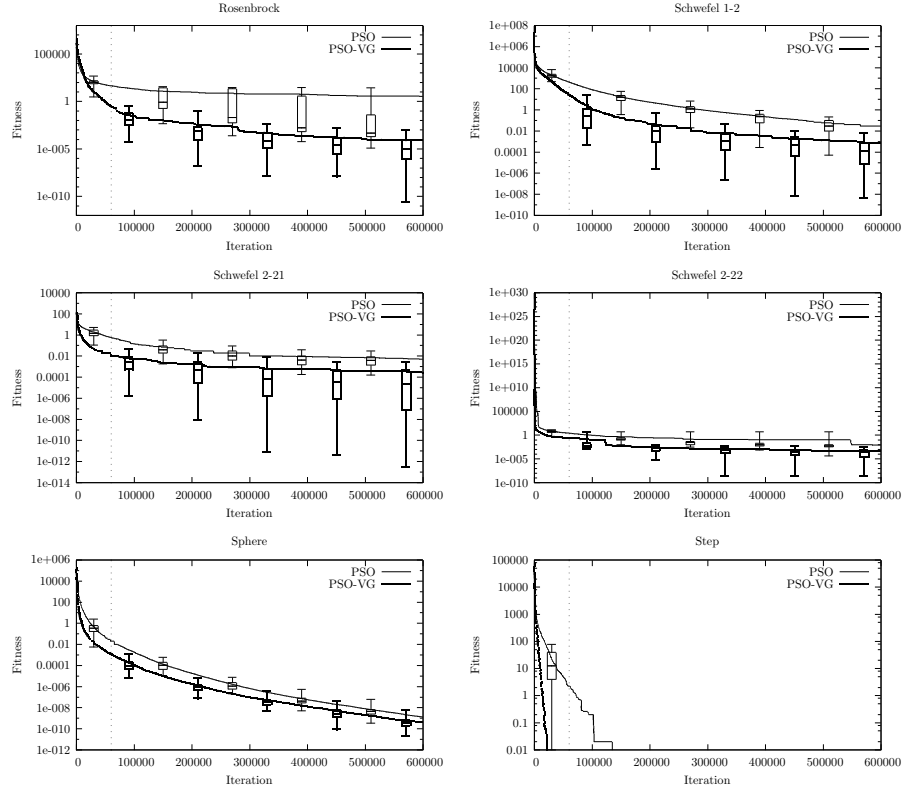 Rosenbrock
PSO
PSO-VG
100000
1
1e-005
1e-010
Fitness
0 100000 200000 300000 400000 500000 600000
Iteration
Schwefel 1-2
PSO
PSO-VG
1e+008
1e+006
10000
100
1
0.01
0.0001
1e-006
1e-008
1e-010
Fitness
0 100000 200000 300000 400000 500000 600000
Iteration
Schwefel 2-21
PSO
PSO-VG
10000
100
1
0.01
0.0001
1e-006
1e-008
1e-010
1e-012
1e-014
Fitness
0 100000 200000 300000 400000 500000 600000
Iteration
Schwefel 2-22
PSO
PSO-VG
1e+030
1e+025
1e+020
1e+015
1e+010
100000
1
1e-005
1e-010
Fitness
0 100000 200000 300000 400000 500000 600000
Iteration
Sphere
PSO
PSO-VG
1e+006
10000
100
1
0.01
0.0001
1e-006
1e-008
1e-010
1e-012
Fitness
0 100000 200000 300000 400000 500000 600000
Iteration
Step
PSO
PSO-VG
100000
10000
1000
100
10
1
0.1
0.01
Fitness
0 100000 200000 300000 400000 500000 600000
Iteration